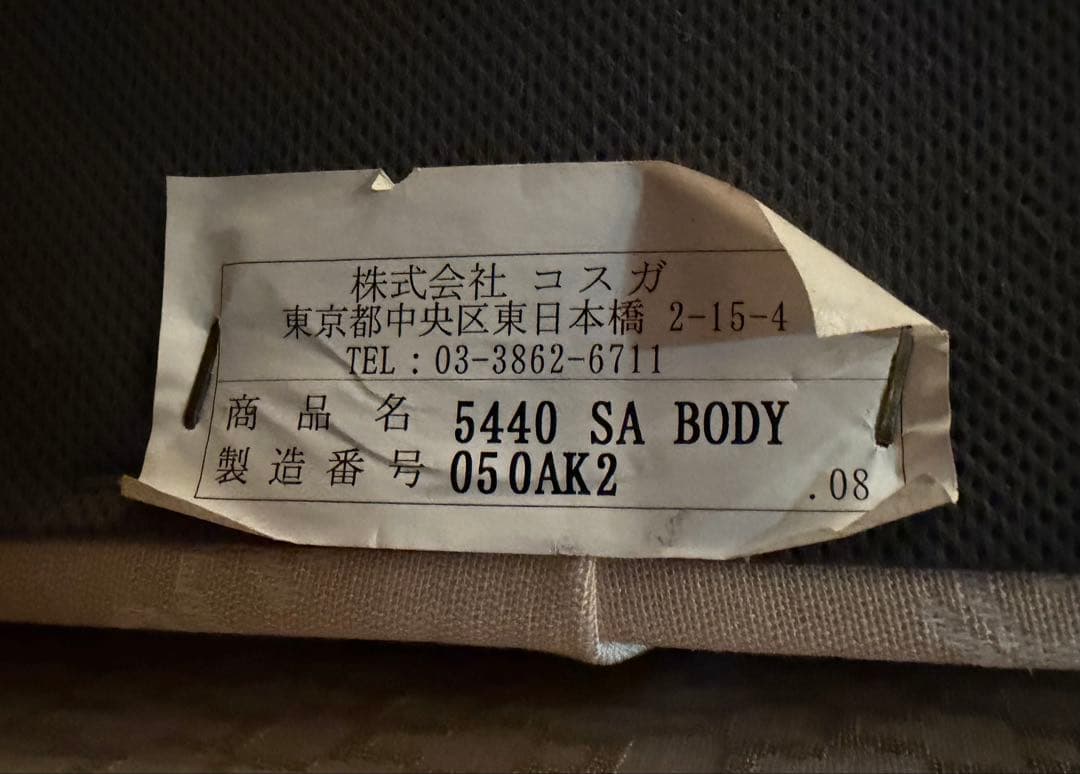 株式会社 コスガ
東京都中央区東日本橋 2-15-4
TEL : 03-3862-6711
商 品 名 5440 SA BODY
製造番号 050AK2 .08